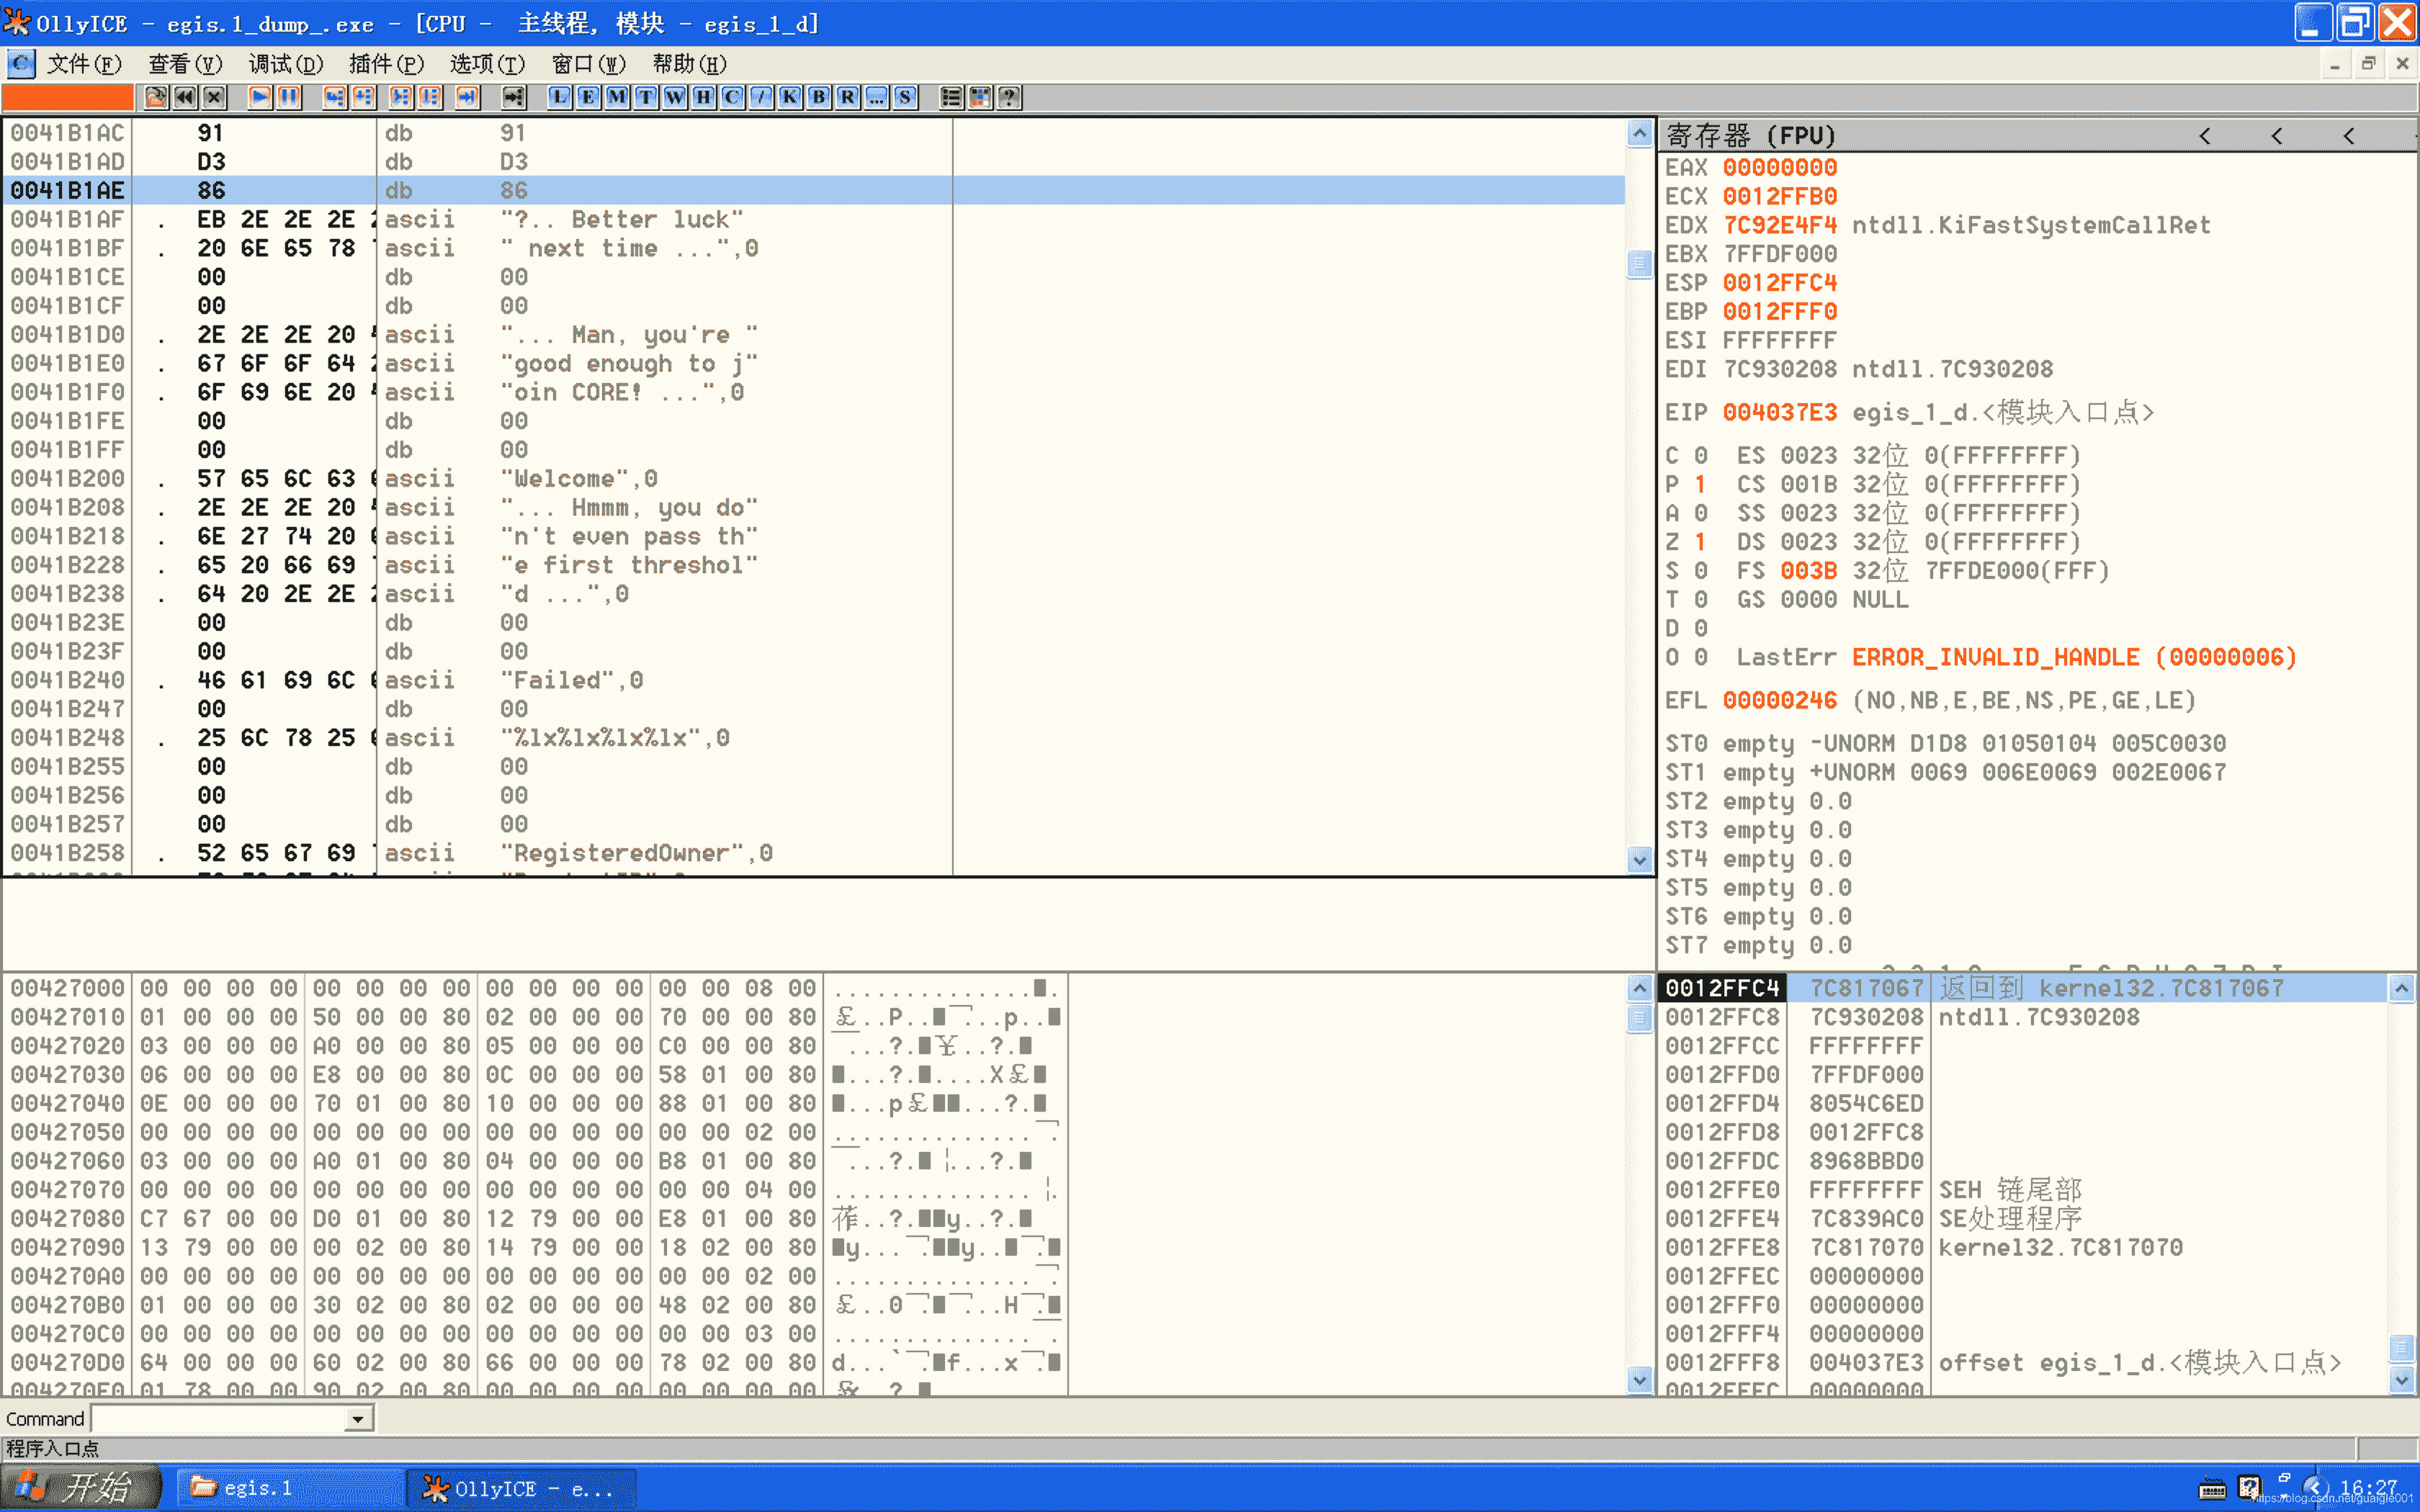 OllyICE - egis.1_dump_.exe - [CPU - 主线程, 模块 - egis_1_d]
文件(F) 查看(V) 调试(D) 插件(P) 选项(T) 窗口(W) 帮助(H)
L E M T W H C / K B R ... S ?
0041B1AC 91 db 91
0041B1AD D3 db D3
0041B1AE 86 db 86
0041B1AF . EB 2E 2E 2E ascii "?.. Better luck"
0041B1BF . 20 6E 65 78 ascii " next time ...",0
0041B1CE 00 db 00
0041B1CF 00 db 00
0041B1D0 . 2E 2E 2E 20 ascii "... Man, you're "
0041B1E0 . 67 6F 6F 64 ascii "good enough to j"
0041B1F0 . 6F 69 6E 20 ascii "oin CORE! ...",0
0041B1FE 00 db 00
0041B1FF 00 db 00
0041B200 . 57 65 6C 63 ascii "Welcome",0
0041B208 . 2E 2E 2E 20 ascii "... Hmmm, you do"
0041B218 . 6E 27 74 20 ascii "n't even pass th"
0041B228 . 65 20 66 69 ascii "e first threshol"
0041B238 . 64 20 2E 2E ascii "d ...",0
0041B23E 00 db 00
0041B23F 00 db 00
0041B240 . 46 61 69 6C ascii "Failed",0
0041B247 00 db 00
0041B248 . 25 6C 78 25 ascii "%lx%lx%lx%lx",0
0041B255 00 db 00
0041B256 00 db 00
0041B257 00 db 00
0041B258 . 52 65 67 69 ascii "RegisteredOwner",0
寄存器 (FPU) < < <
EAX 00000000
ECX 0012FFB0
EDX 7C92E4F4 ntdll.KiFastSystemCallRet
EBX 7FFDF000
ESP 0012FFC4
EBP 0012FFF0
ESI FFFFFFFF
EDI 7C930208 ntdll.7C930208
EIP 004037E3 egis_1_d.<模块入口点>
C 0 ES 0023 32位 0(FFFFFFFF)
P 1 CS 001B 32位 0(FFFFFFFF)
A 0 SS 0023 32位 0(FFFFFFFF)
Z 1 DS 0023 32位 0(FFFFFFFF)
S 0 FS 003B 32位 7FFDE000(FFF)
T 0 GS 0000 NULL
D 0
O 0 LastErr ERROR_INVALID_HANDLE (00000006)
EFL 00000246 (NO,NB,E,BE,NS,PE,GE,LE)
ST0 empty -UNORM D1D8 01050104 005C0030
ST1 empty +UNORM 0069 006E0069 002E0067
ST2 empty 0.0
ST3 empty 0.0
ST4 empty 0.0
ST5 empty 0.0
ST6 empty 0.0
ST7 empty 0.0
00427000 00 00 00 00 00 00 00 00 00 00 00 00 00 00 08 00
00427010 01 00 00 00 50 00 00 80 02 00 00 00 70 00 00 80
00427020 03 00 00 00 A0 00 00 80 05 00 00 00 C0 00 00 80
00427030 06 00 00 00 E8 00 00 80 0C 00 00 00 58 01 00 80
00427040 0E 00 00 00 70 01 00 80 10 00 00 00 88 01 00 80
00427050 00 00 00 00 00 00 00 00 00 00 00 00 00 00 02 00
00427060 03 00 00 00 A0 01 00 80 04 00 00 00 B8 01 00 80
00427070 00 00 00 00 00 00 00 00 00 00 00 00 00 00 04 00
00427080 C7 67 00 00 D0 01 00 80 12 79 00 00 E8 01 00 80
00427090 13 79 00 00 00 02 00 80 14 79 00 00 18 02 00 80
004270A0 00 00 00 00 00 00 00 00 00 00 00 00 00 00 02 00
004270B0 01 00 00 00 30 02 00 80 02 00 00 00 48 02 00 80
004270C0 00 00 00 00 00 00 00 00 00 00 00 00 00 00 03 00
004270D0 64 00 00 00 60 02 00 80 66 00 00 00 78 02 00 80
004270E0 01 78 00 00 90 02 00 80 00 00 00 00 00 00 00 00
0012FFC4 7C817067 返回到 kernel32.7C817067
0012FFC8 7C930208 ntdll.7C930208
0012FFCC FFFFFFFF
0012FFD0 7FFDF000
0012FFD4 8054C6ED
0012FFD8 0012FFC8
0012FFDC 8968BBD0
0012FFE0 FFFFFFFF SEH 链尾部
0012FFE4 7C839AC0 SE处理程序
0012FFE8 7C817070 kernel32.7C817070
0012FFEC 00000000
0012FFF0 00000000
0012FFF4 00000000
0012FFF8 004037E3 offset egis_1_d.<模块入口点>
0012FFFC 00000000
Command
程序入口点
开始 egis.1 OllyICE - e... 16:27
https://blog.csdn.net/guaigle001